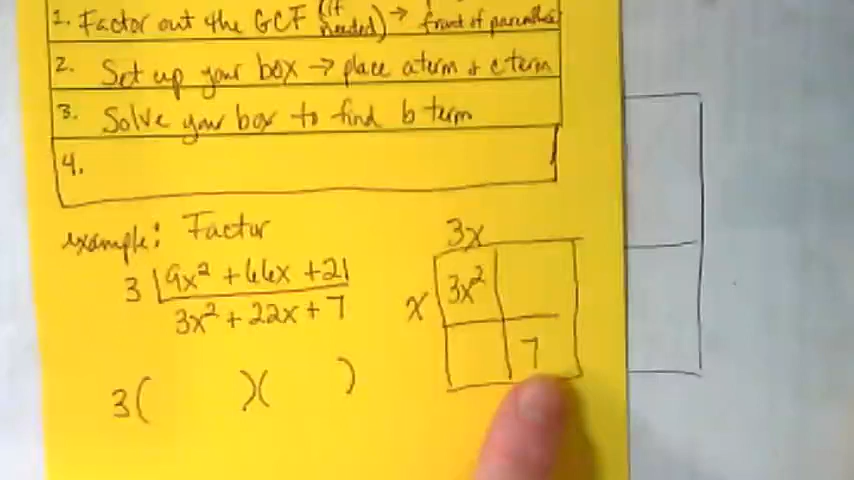 1. Factor out the GCF (if needed) → front of parenthesis
2. Set up your box → place a term & c term
3. Solve your box to find b term
4.
example: Factor
3 9x² + 66x + 21
3x² + 22x + 7
3( )( )
3x
x 3x²
7